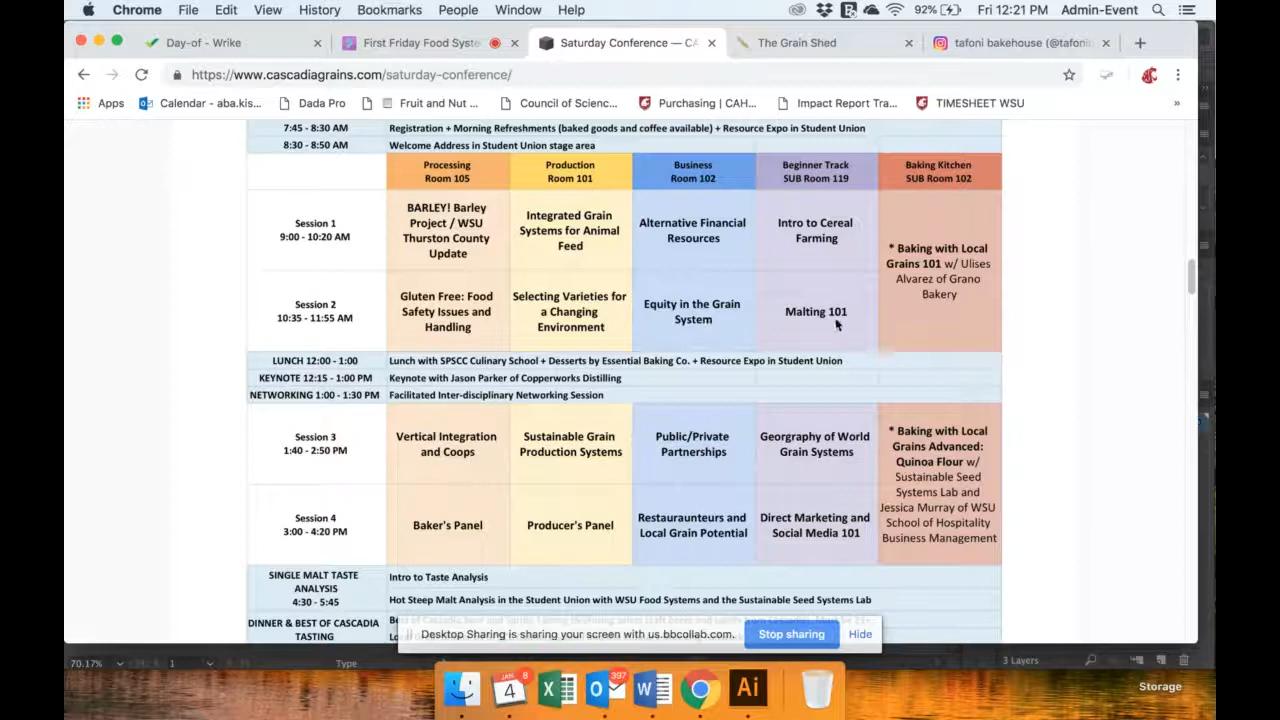 Chrome File Edit View History Bookmarks People Window Help 92% Fri 12:21 PM Admin-Event
Day-of - Wrike × First Friday Food Syste × Saturday Conference — CA × The Grain Shed × tafoni bakehouse (@tafoni × +
https://www.cascadiagrains.com/saturday-conference/
Apps Calendar - aba.kis... Dada Pro Fruit and Nut ... Council of Scienc... Purchasing | CAH... Impact Report Tra... TIMESHEET WSU »
7:45 - 8:30 AM Registration + Morning Refreshments (baked goods and coffee available) + Resource Expo in Student Union
8:30 - 8:50 AM Welcome Address in Student Union stage area
Processing
Room 105
Production
Room 101
Business
Room 102
Beginner Track
SUB Room 119
Baking Kitchen
SUB Room 102
Session 1
9:00 - 10:20 AM
BARLEY! Barley
Project / WSU
Thurston County
Update
Integrated Grain
Systems for Animal
Feed
Alternative Financial
Resources
Intro to Cereal
Farming
* Baking with Local
Grains 101 w/ Ulises
Alvarez of Grano
Bakery
Session 2
10:35 - 11:55 AM
Gluten Free: Food
Safety Issues and
Handling
Selecting Varieties for
a Changing
Environment
Equity in the Grain
System
Malting 101
LUNCH 12:00 - 1:00 Lunch with SPSCC Culinary School + Desserts by Essential Baking Co. + Resource Expo in Student Union
KEYNOTE 12:15 - 1:00 PM Keynote with Jason Parker of Copperworks Distilling
NETWORKING 1:00 - 1:30 PM Facilitated Inter-disciplinary Networking Session
Session 3
1:40 - 2:50 PM
Vertical Integration
and Coops
Sustainable Grain
Production Systems
Public/Private
Partnerships
Georgraphy of World
Grain Systems
* Baking with Local
Grains Advanced:
Quinoa Flour w/
Sustainable Seed
Systems Lab and
Jessica Murray of WSU
School of Hospitality
Business Management
Session 4
3:00 - 4:20 PM
Baker's Panel
Producer's Panel
Restauraunteurs and
Local Grain Potential
Direct Marketing and
Social Media 101
SINGLE MALT TASTE
ANALYSIS
4:30 - 5:45
Intro to Taste Analysis
Hot Steep Malt Analysis in the Student Union with WSU Food Systems and the Sustainable Seed Systems Lab
DINNER & BEST OF CASCADIA
TASTING
Desktop Sharing is sharing your screen with us.bbcollab.com. Stop sharing Hide
70.17% 1 Type 3 Layers
JAN 8
4
397
Ai
Storage